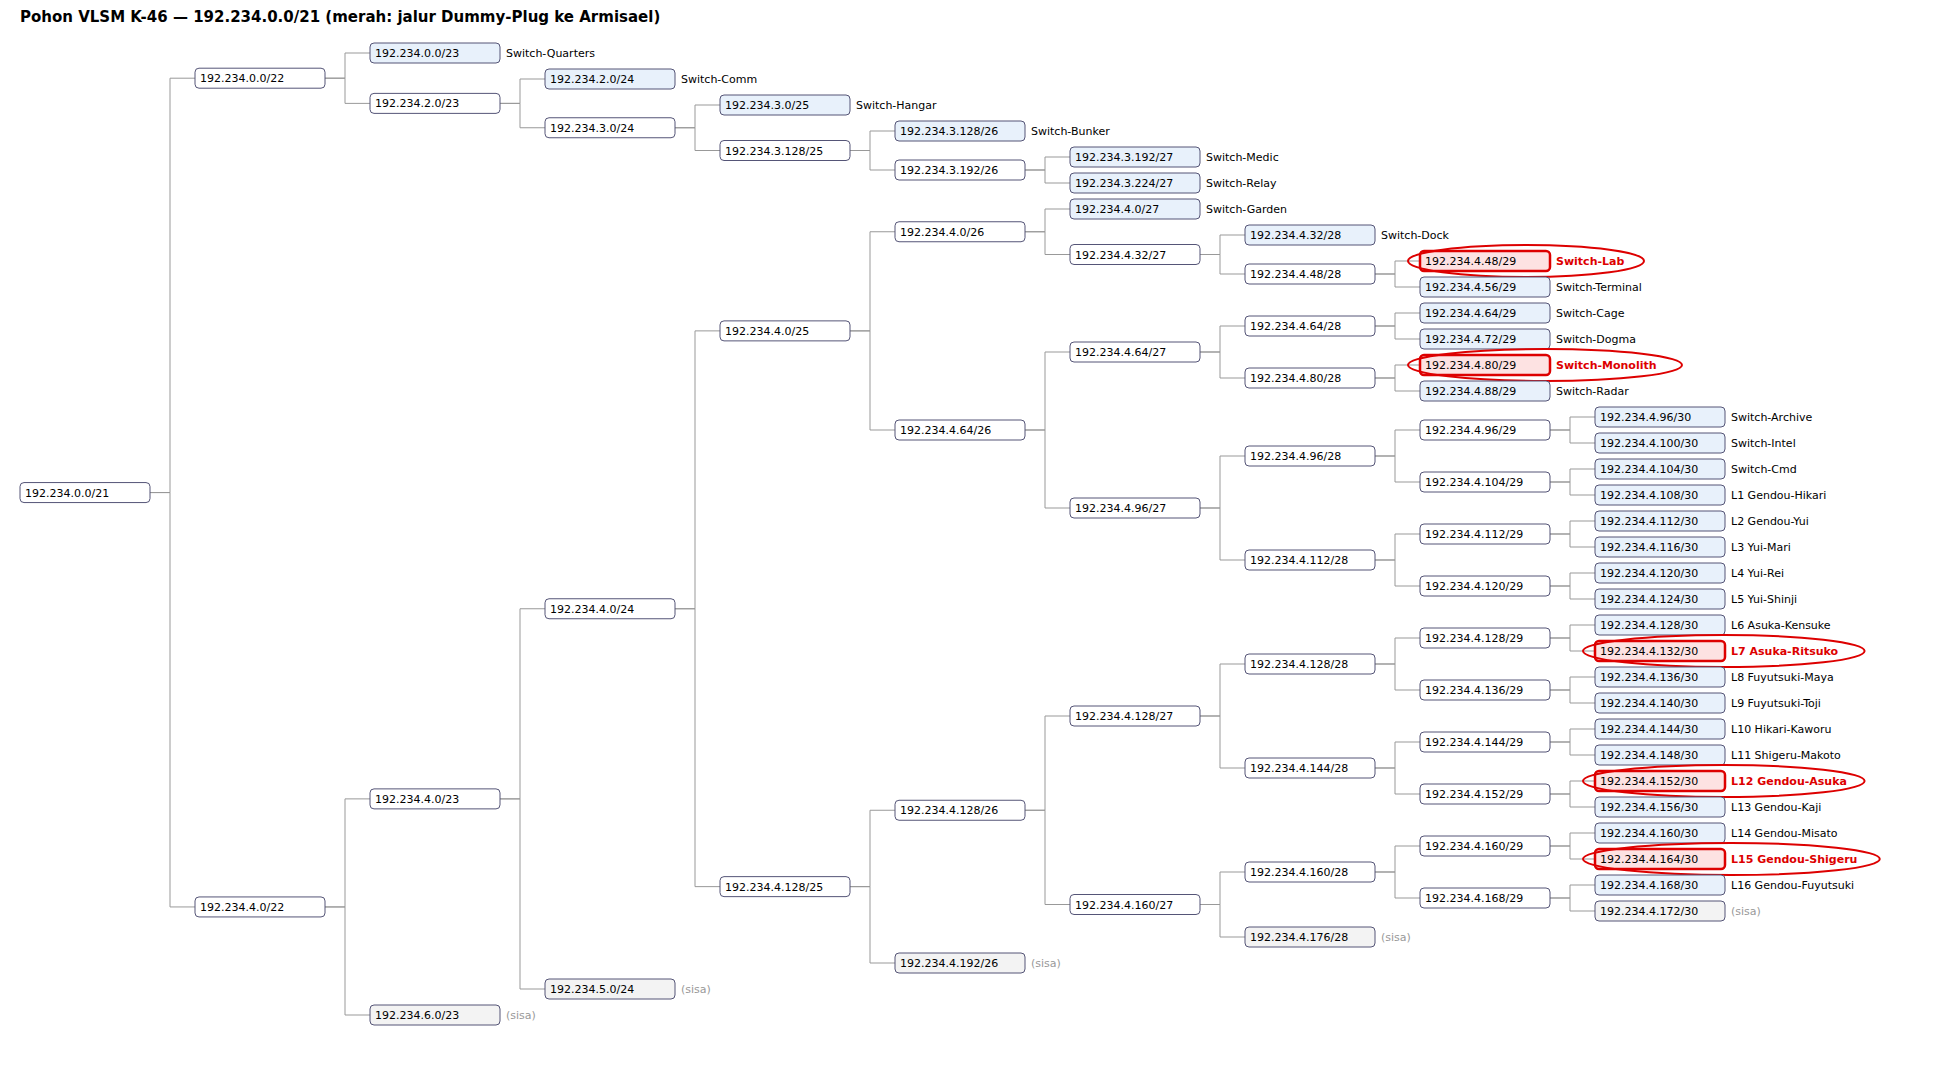 Pohon VLSM K-46 — 192.234.0.0/21 (merah: jalur Dummy-Plug ke Armisael)
192.234.0.0/23 Switch-Quarters
192.234.0.0/22
192.234.2.0/24 Switch-Comm
192.234.2.0/23
192.234.3.0/25 Switch-Hangar
192.234.3.0/24
192.234.3.128/26 Switch-Bunker
192.234.3.128/25
192.234.3.192/27 Switch-Medic
192.234.3.192/26
192.234.3.224/27 Switch-Relay
192.234.4.0/27 Switch-Garden
192.234.4.0/26
192.234.4.32/28 Switch-Dock
192.234.4.32/27
192.234.4.48/29 Switch-Lab
192.234.4.48/28
192.234.4.56/29 Switch-Terminal
192.234.4.64/29 Switch-Cage
192.234.4.64/28
192.234.4.0/25
192.234.4.72/29 Switch-Dogma
192.234.4.64/27
192.234.4.80/29 Switch-Monolith
192.234.4.80/28
192.234.4.88/29 Switch-Radar
192.234.4.96/30 Switch-Archive
192.234.4.64/26
192.234.4.96/29
192.234.4.100/30 Switch-Intel
192.234.4.96/28
192.234.4.104/30 Switch-Cmd
192.234.4.104/29
192.234.0.0/21
192.234.4.108/30 L1 Gendou-Hikari
192.234.4.96/27
192.234.4.112/30 L2 Gendou-Yui
192.234.4.112/29
192.234.4.116/30 L3 Yui-Mari
192.234.4.112/28
192.234.4.120/30 L4 Yui-Rei
192.234.4.120/29
192.234.4.124/30 L5 Yui-Shinji
192.234.4.0/24
192.234.4.128/30 L6 Asuka-Kensuke
192.234.4.128/29
192.234.4.132/30 L7 Asuka-Ritsuko
192.234.4.128/28
192.234.4.136/30 L8 Fuyutsuki-Maya
192.234.4.136/29
192.234.4.140/30 L9 Fuyutsuki-Toji
192.234.4.128/27
192.234.4.144/30 L10 Hikari-Kaworu
192.234.4.144/29
192.234.4.148/30 L11 Shigeru-Makoto
192.234.4.144/28
192.234.4.152/30 L12 Gendou-Asuka
192.234.4.152/29
192.234.4.0/23
192.234.4.156/30 L13 Gendou-Kaji
192.234.4.128/26
192.234.4.160/30 L14 Gendou-Misato
192.234.4.160/29
192.234.4.164/30 L15 Gendou-Shigeru
192.234.4.160/28
192.234.4.168/30 L16 Gendou-Fuyutsuki
192.234.4.128/25
192.234.4.168/29
192.234.4.160/27
192.234.4.0/22
192.234.4.172/30 (sisa)
192.234.4.176/28 (sisa)
192.234.4.192/26 (sisa)
192.234.5.0/24 (sisa)
192.234.6.0/23 (sisa)